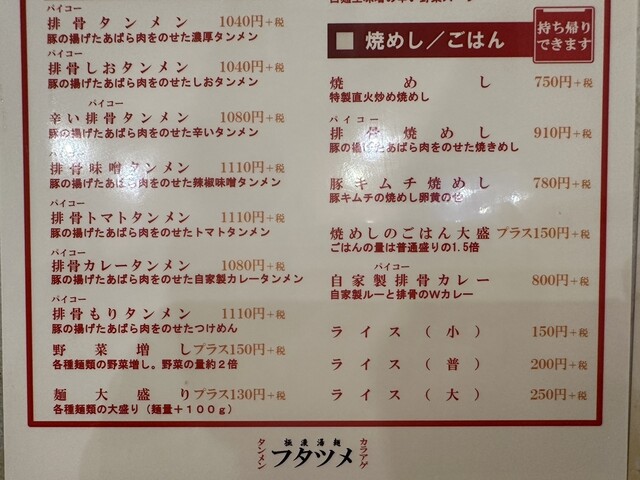 パイコー
排骨タンメン 1040円+税
豚の揚げたあばら肉をのせた濃厚タンメン
パイコー
排骨しおタンメン 1040円+税
豚の揚げたあばら肉をのせたしおタンメン
パイコー
辛い排骨タンメン 1080円+税
豚の揚げたあばら肉をのせた辛いタンメン
パイコー
排骨味噌タンメン 1110円+税
豚の揚げたあばら肉をのせた辣椒味噌タンメン
パイコー
排骨トマトタンメン 1110円+税
豚の揚げたあばら肉をのせたトマトタンメン
パイコー
排骨カレータンメン 1080円+税
豚の揚げたあばら肉をのせた自家製カレータンメン
パイコー
排骨もりタンメン 1110円+税
豚の揚げたあばら肉をのせたつけめん
野菜増し プラス150円+税
各種麺類の野菜増し。野菜の量約2倍
麺大盛り プラス130円+税
各種麺類の大盛り(麺量+100g)
焼めし/ごはん
持ち帰り
できます
焼めし 750円+税
特製直火炒め焼めし
パイコー
排骨焼めし 910円+税
豚の揚げたあばら肉をのせた焼きめし
豚キムチ焼めし 780円+税
豚キムチの焼めし卵黄のせ
焼めしのごはん大盛 プラス150円+税
ごはんの量は普通盛りの1.5倍
パイコー
自家製排骨カレー 800円+税
自家製ルーと排骨のWカレー
ライス(小) 150円+税
ライス(普) 200円+税
ライス(大) 250円+税
タンメン
極濃湯麺
フタツメ
カラアゲ